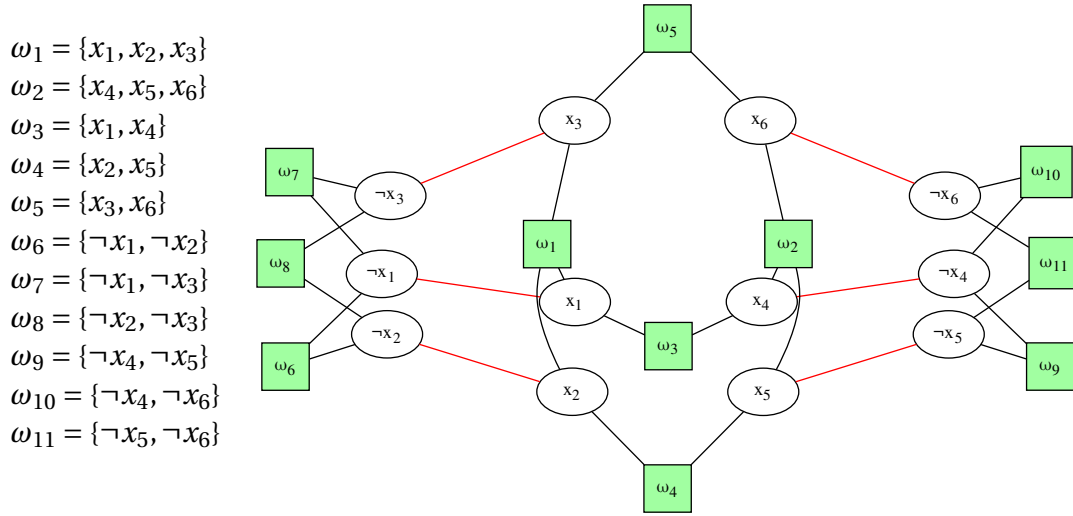 ω₁ = {x₁, x₂, x₃}
ω₂ = {x₄, x₅, x₆}
ω₃ = {x₁, x₄}
ω₄ = {x₂, x₅}
ω₅ = {x₃, x₆}
ω₆ = {¬x₁, ¬x₂}
ω₇ = {¬x₁, ¬x₃}
ω₈ = {¬x₂, ¬x₃}
ω₉ = {¬x₄, ¬x₅}
ω₁₀ = {¬x₄, ¬x₆}
ω₁₁ = {¬x₅, ¬x₆}
ω₅
x₃
x₆
ω₇
ω₁₀
¬x₃
¬x₆
ω₁
ω₂
ω₈
ω₁₁
¬x₁
¬x₄
x₁
x₄
¬x₂
¬x₅
ω₃
ω₆
ω₉
x₂
x₅
ω₄